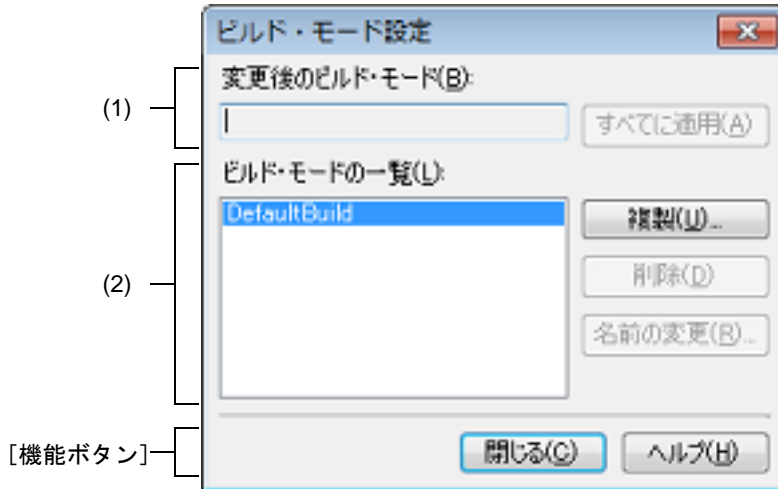 ビルド・モード設定
変更後のビルド・モード(B):
(1)
すべてに適用(A)
ビルド・モードの一覧(L):
DefaultBuild
複製(U)...
(2)
削除(D)
名前の変更(R)...
[機能ボタン]
閉じる(C)
ヘルプ(H)